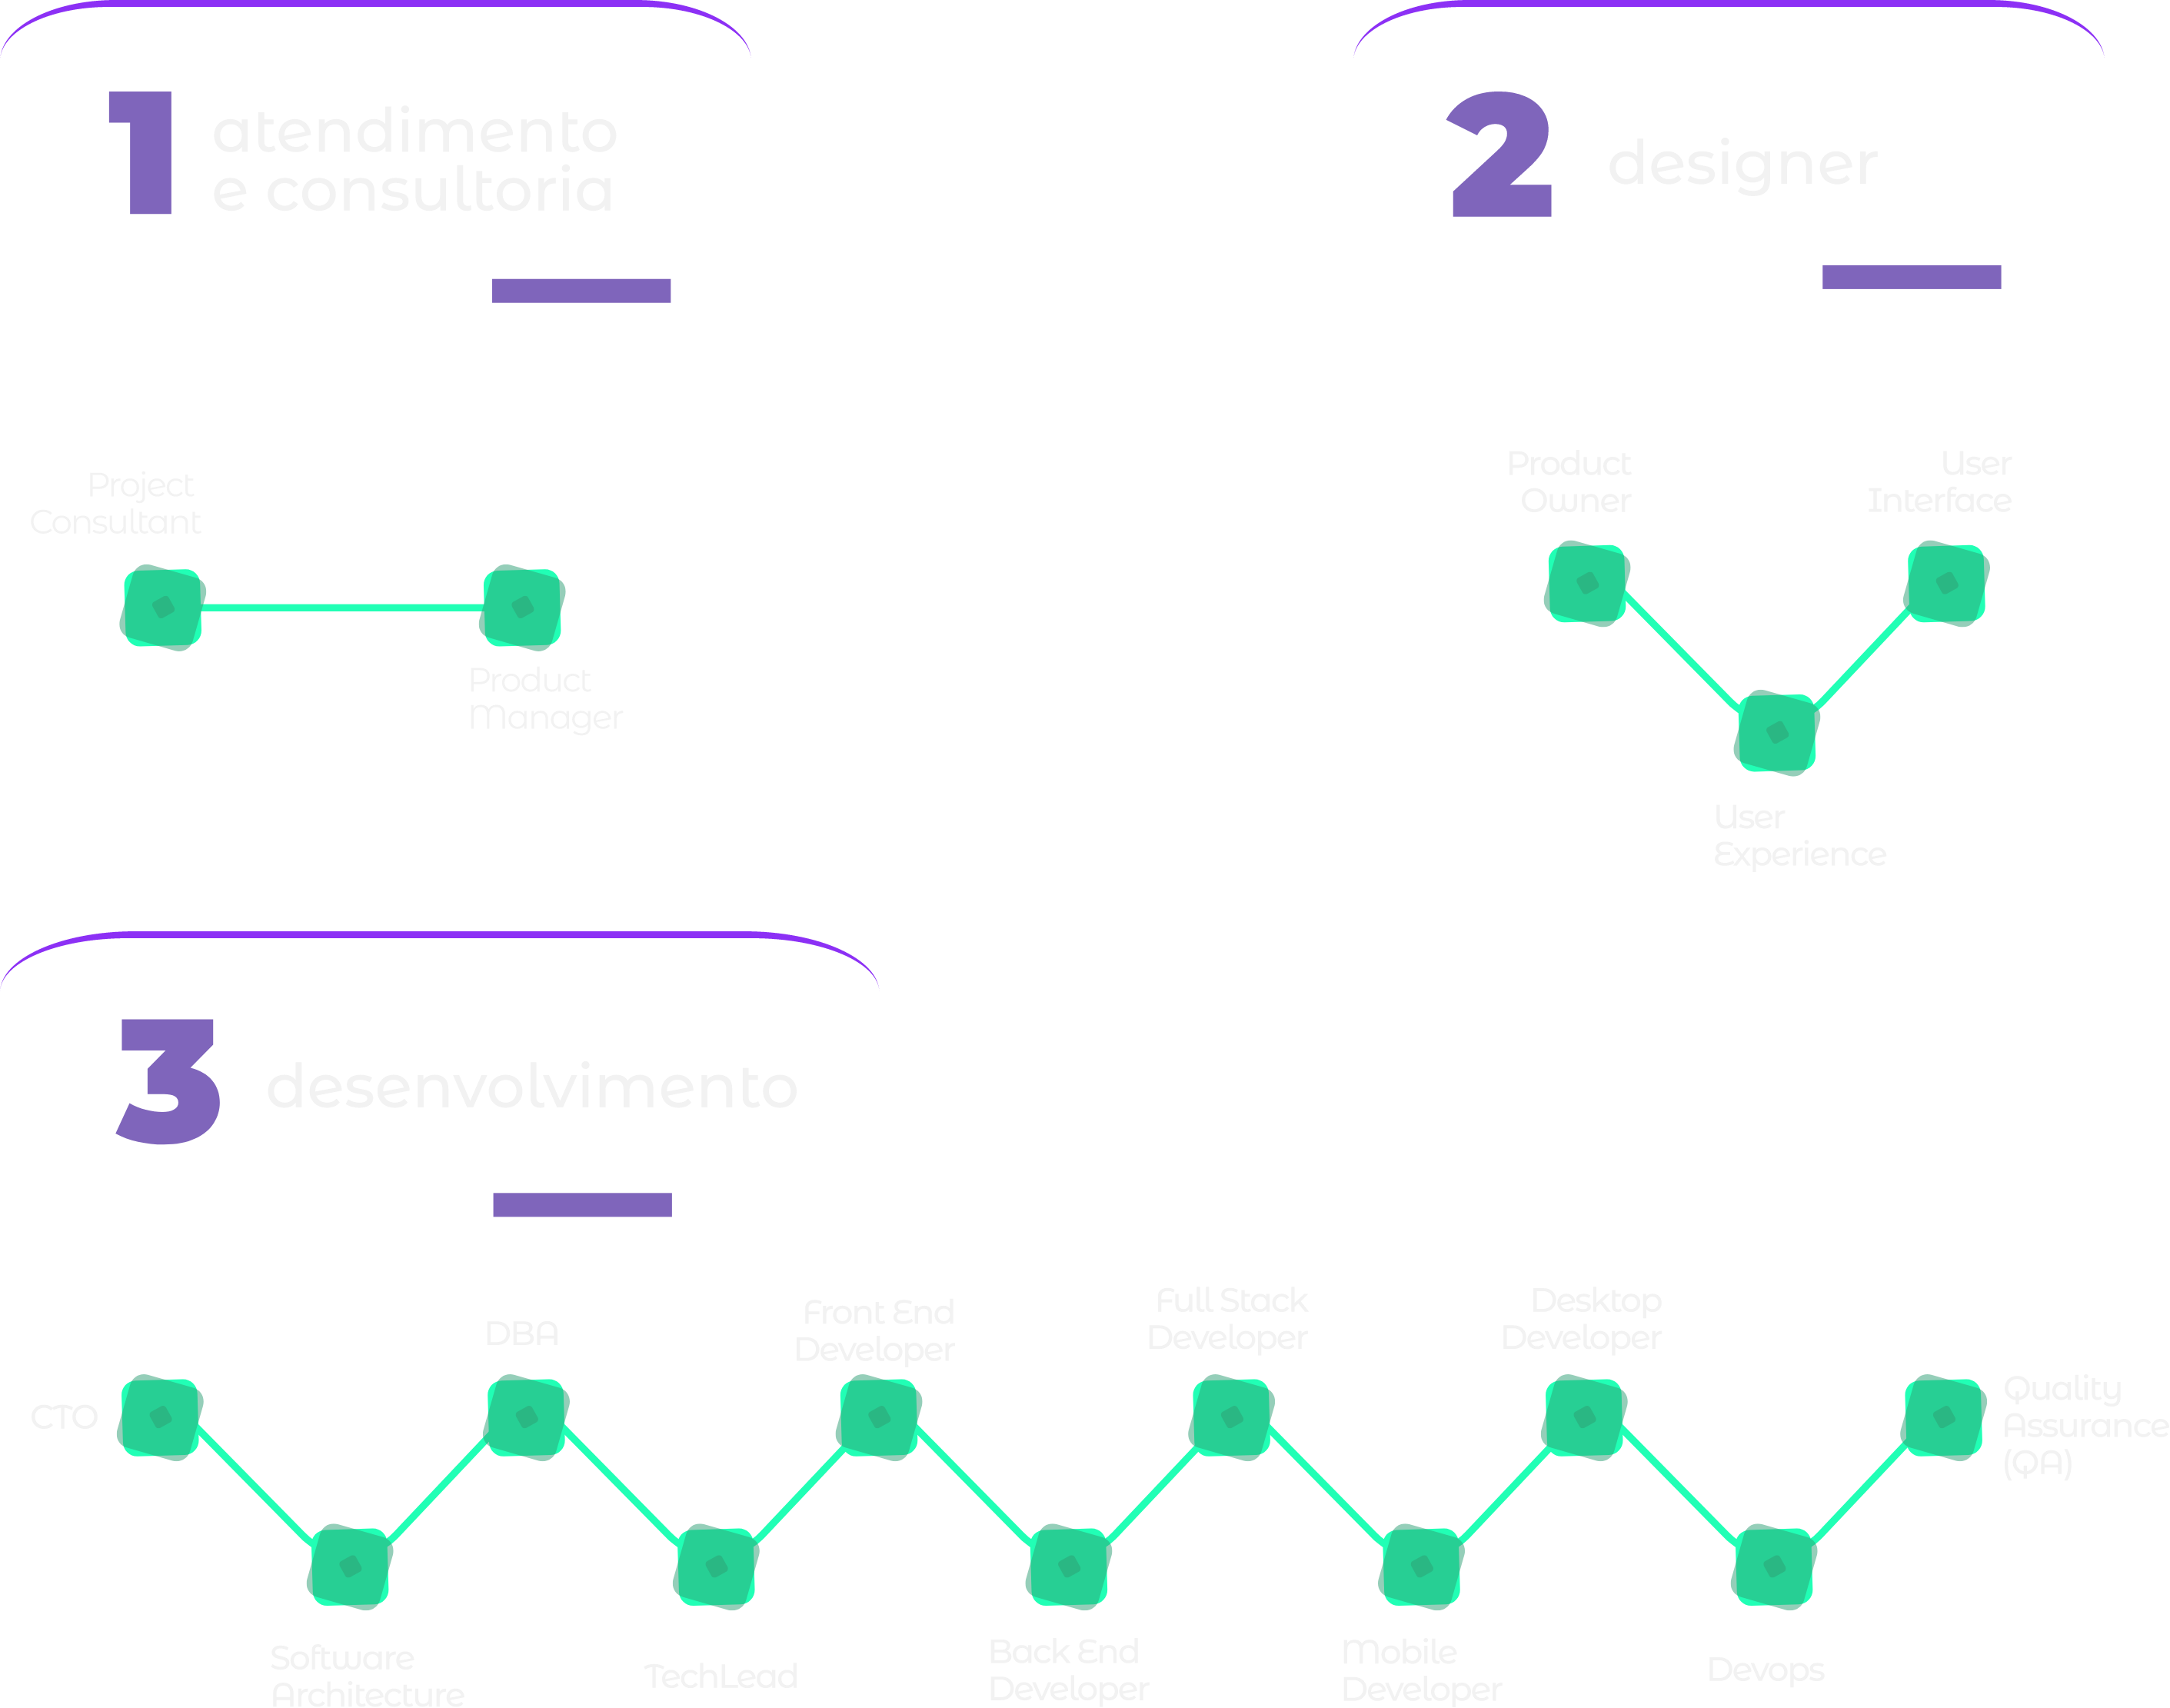 1
atendimento
e consultoria
Project
Consultant
Product
Manager
2
designer
Product
Owner
User
Interface
User
Experience
3
desenvolvimento
CTO
Software
Architecture
DBA
TechLead
Front End
Developer
Back End
Developer
Full Stack
Developer
Mobile
Developer
Desktop
Developer
Devops
Quality
Assurance
(QA)